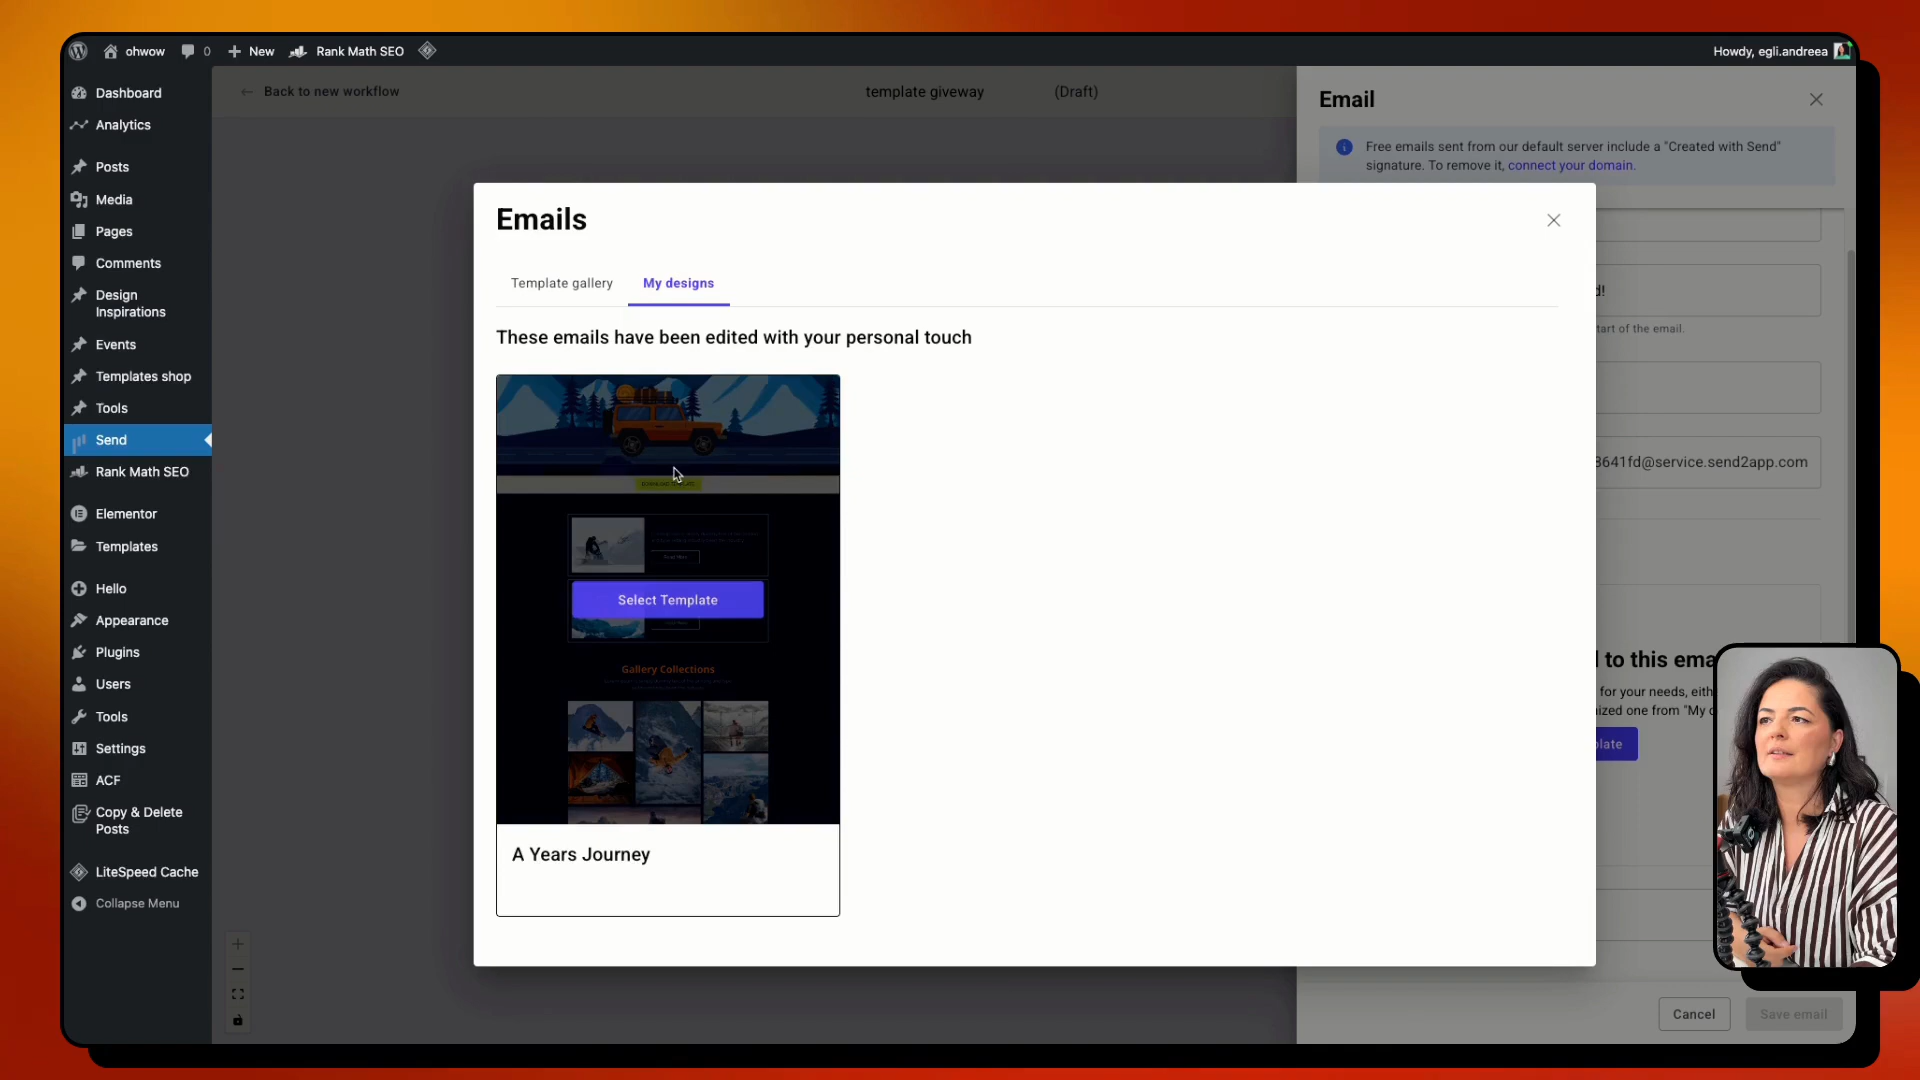 ohwow
0
New
Rank Math SEO
Howdy, egli.andreea
Dashboard
Analytics
Posts
Media
Pages
Comments
Design
Inspirations
Events
Templates shop
Tools
Send
Rank Math SEO
Elementor
Templates
Hello
Appearance
Plugins
Users
Tools
Settings
ACF
Copy & Delete
Posts
LiteSpeed Cache
Collapse Menu
Back to new workflow
template giveway
(Draft)
Email
Free emails sent from our default server include a "Created with Send"
signature. To remove it, connect your domain.
Emails
Template gallery
My designs
These emails have been edited with your personal touch
Select Template
Gallery Collections
A Years Journey
d!
tart of the email.
8641fd@service.send2app.com
to this ema
for your needs, eith
ized one from "My d
late
Cancel
Save email